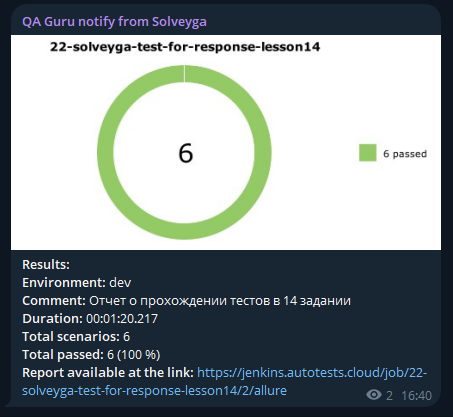 QA Guru notify from Solveyga
22-solveyga-test-for-response-lesson14
6
6 passed
Results:
Environment: dev
Comment: Отчет о прохождении тестов в 14 задании
Duration: 00:01:20.217
Total scenarios: 6
Total passed: 6 (100 %)
Report available at the link: https://jenkins.autotests.cloud/job/22-
solveyga-test-for-response-lesson14/2/allure
2 16:40